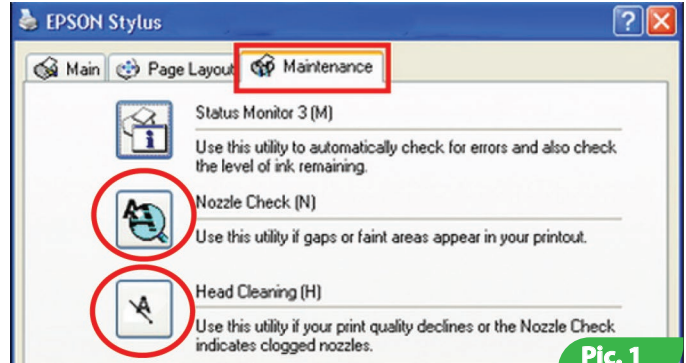 EPSON Stylus
Main
Page Layout
Maintenance
Status Monitor 3 (M)
Use this utility to automatically check for errors and also check
the level of ink remaining.
Nozzle Check (N)
Use this utility if gaps or faint areas appear in your printout.
Head Cleaning (H)
Use this utility if your print quality declines or the Nozzle Check
indicates clogged nozzles.
Pic. 1